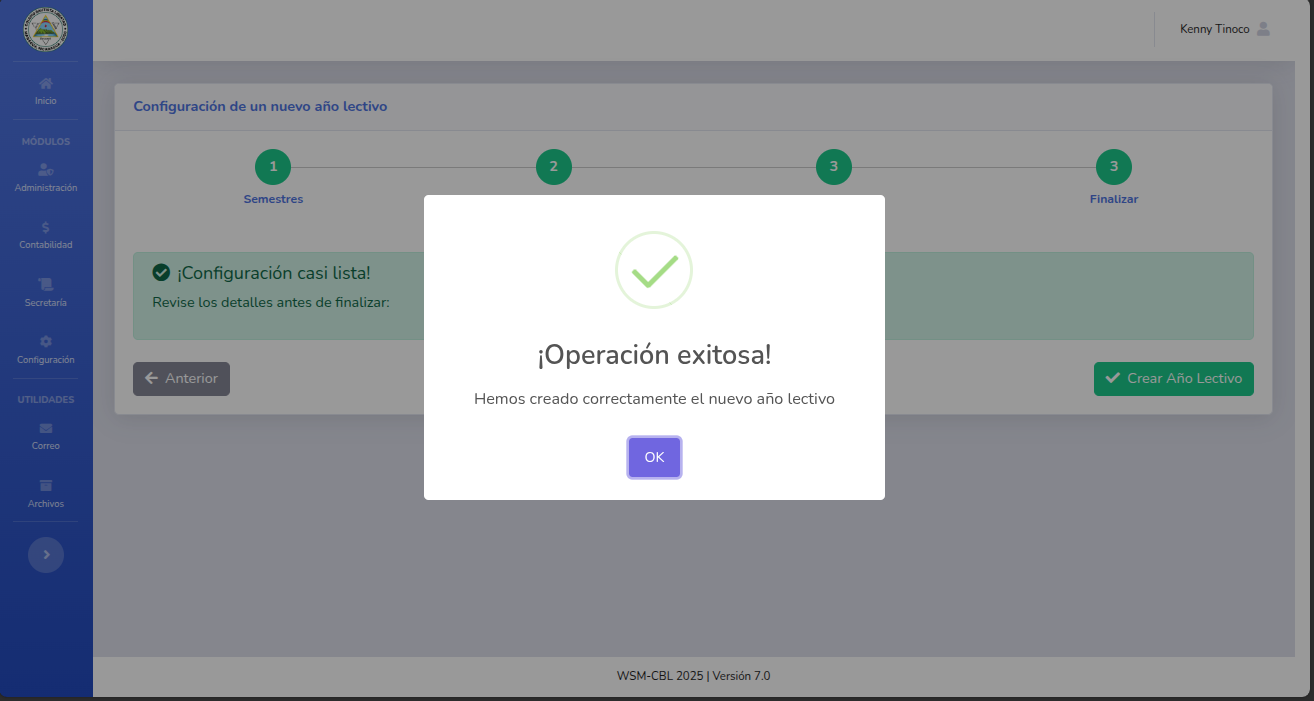 Kenny Tinoco
Inicio
MÓDULOS
Administración
Contabilidad
Secretaría
Configuración
UTILIDADES
Correo
Archivos
Configuración de un nuevo año lectivo
1
2
3
3
Semestres
Finalizar
¡Configuración casi lista!
Revise los detalles antes de finalizar:
Anterior
Crear Año Lectivo
¡Operación exitosa!
Hemos creado correctamente el nuevo año lectivo
OK
WSM-CBL 2025 | Versión 7.0